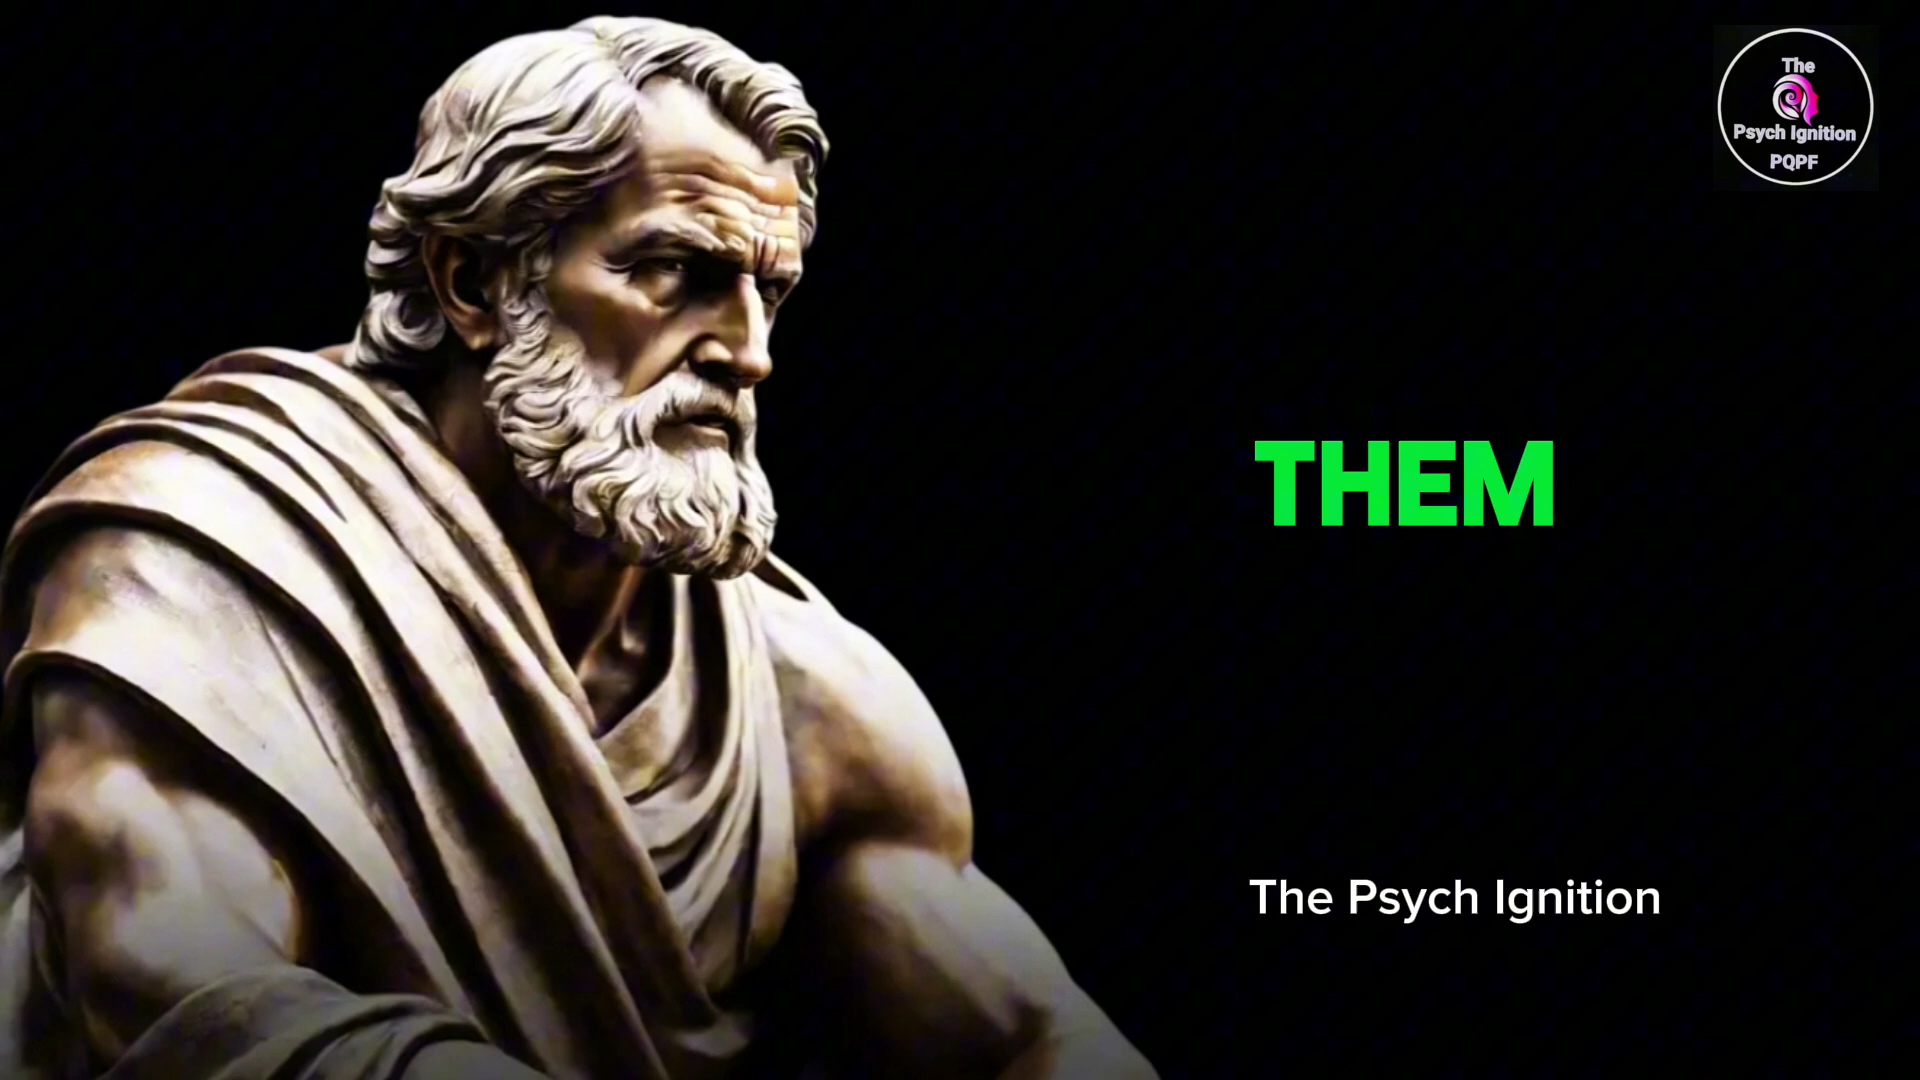 The
Psych Ignition
PQPF
THEM
The Psych Ignition